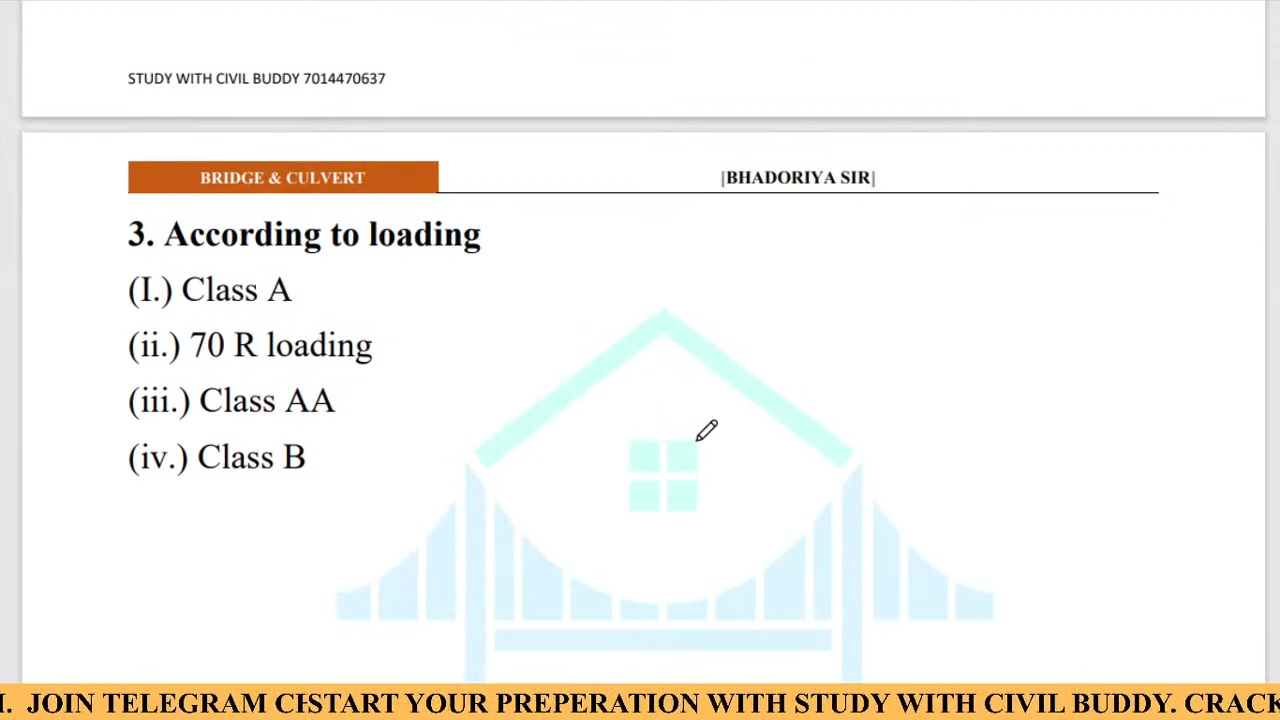 STUDY WITH CIVIL BUDDY 7014470637
BRIDGE & CULVERT [BHADORIYA SIR]
3. According to loading
(I.) Class A
(ii.) 70 R loading
(iii.) Class AA
(iv.) Class B
. JOIN TELEGRAM START YOUR PREPERATION WITH STUDY WITH CIVIL BUDDY. CRACK